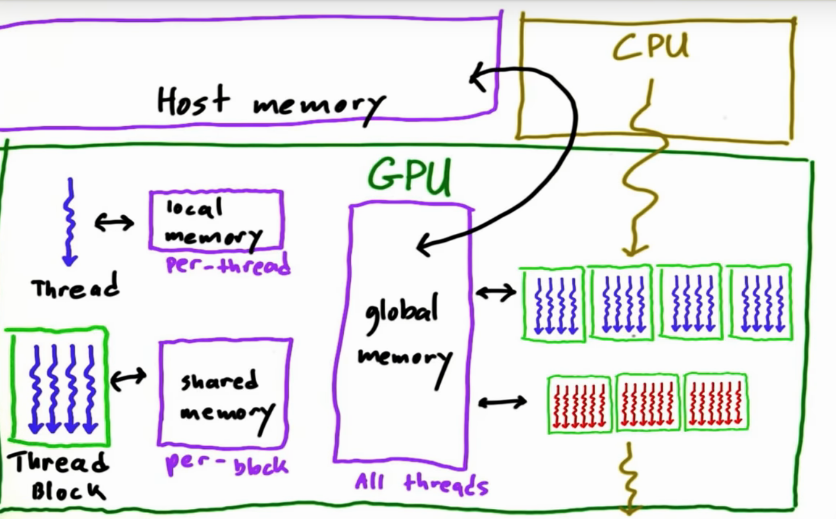 CPU
Host memory
GPU
local
memory
per-thread
Thread
global
memory
shared
memory
per-block
Thread
Block
All threads